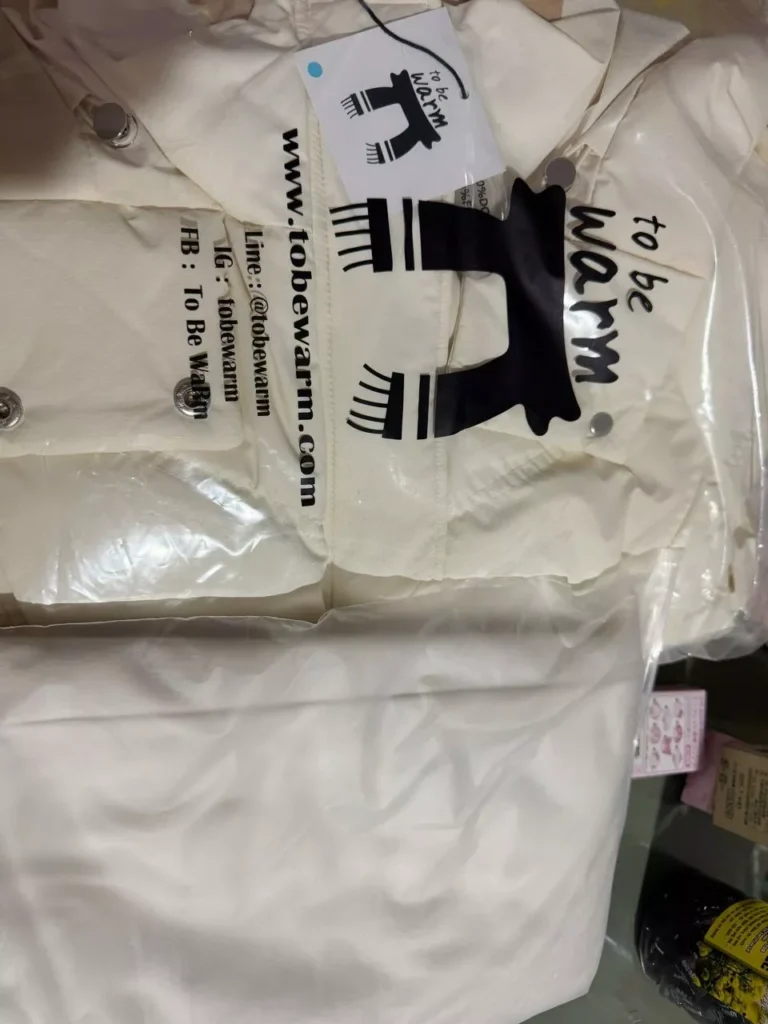 to be
warm
to be
warm
www.tobewarm.com
Line : @tobewarm
IG : tobewarm
FB : To Be WaRm